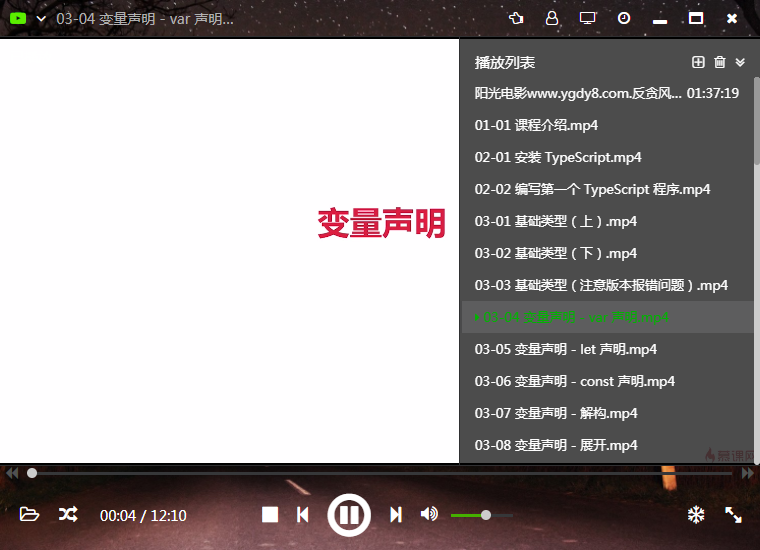 03-04 变量声明 - var 声明...
变量声明
播放列表
阳光电影www.ygdy8.com.反贪风... 01:37:19
01-01 课程介绍.mp4
02-01 安装 TypeScript.mp4
02-02 编写第一个 TypeScript 程序.mp4
03-01 基础类型（上）.mp4
03-02 基础类型（下）.mp4
03-03 基础类型（注意版本报错问题）.mp4
03-04 变量声明 - var 声明.mp4
03-05 变量声明 - let 声明.mp4
03-06 变量声明 - const 声明.mp4
03-07 变量声明 - 解构.mp4
03-08 变量声明 - 展开.mp4
慕课网
00:04 / 12:10